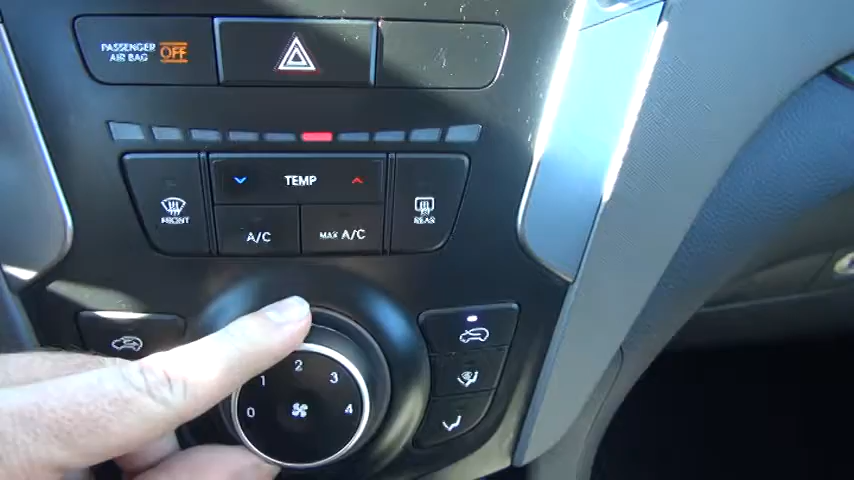 PASSENGER
AIR BAG OFF
TEMP
FRONT
A/C
MAX A/C
REAR
0 1 2 3 4